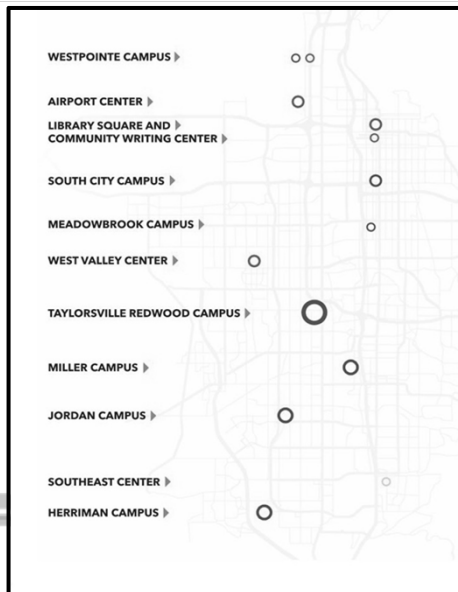 WESTPOINTE CAMPUS
AIRPORT CENTER
LIBRARY SQUARE AND
COMMUNITY WRITING CENTER
SOUTH CITY CAMPUS
MEADOWBROOK CAMPUS
WEST VALLEY CENTER
TAYLORSVILLE REDWOOD CAMPUS
MILLER CAMPUS
JORDAN CAMPUS
SOUTHEAST CENTER
HERRIMAN CAMPUS